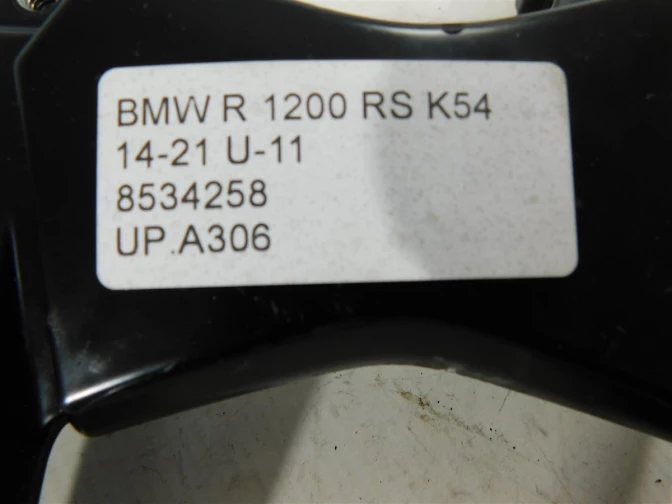 BMW R 1200 RS K54
14-21 U-11
8534258
UP.A306